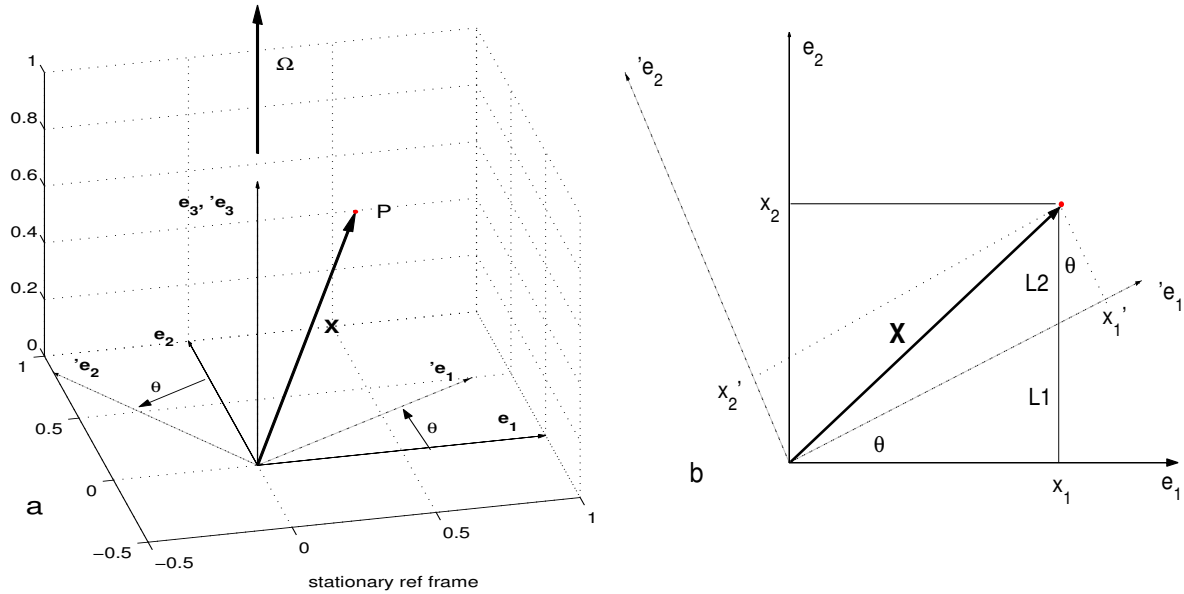 Ω
1
0.8
0.6
0.4
0.2
0
e3, 'e3
P
x
e2
'e2
θ
'e1
θ
e1
1
0.5
0
−0.5
−0.5
0
0.5
1
a
stationary ref frame
'e2
e2
x2
L2
θ
'e1
x1'
X
x2'
L1
θ
b
x1
e1